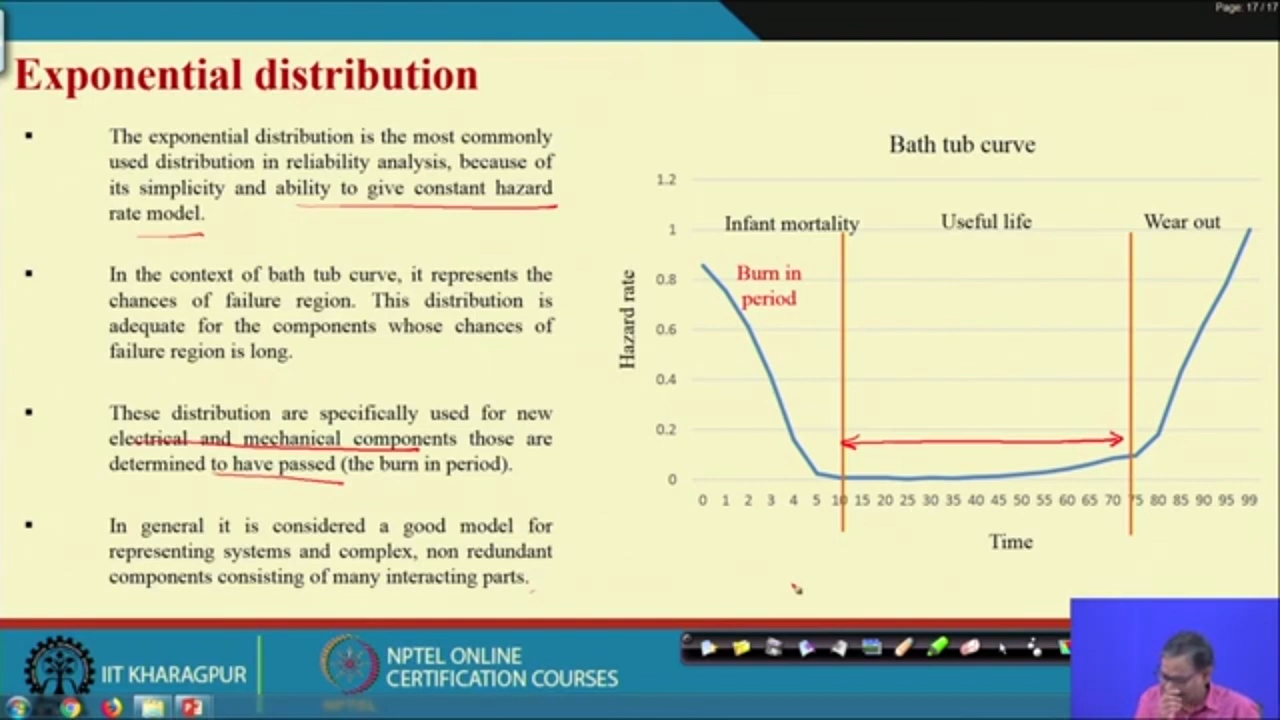 Page: 17 / 17
Exponential distribution
The exponential distribution is the most commonly
used distribution in reliability analysis, because of
its simplicity and ability to give constant hazard
rate model.
In the context of bath tub curve, it represents the
chances of failure region. This distribution is
adequate for the components whose chances of
failure region is long.
These distribution are specifically used for new
electrical and mechanical components those are
determined to have passed (the burn in period).
In general it is considered a good model for
representing systems and complex, non redundant
components consisting of many interacting parts.
Bath tub curve
1.2
1
0.8
0.6
0.4
0.2
0
Infant mortality Useful life Wear out
Burn in
period
Hazard rate
0 1 2 3 4 5 10 15 20 25 30 35 40 45 50 55 60 65 70 75 80 85 90 95 99
Time
IIT KHARAGPUR
NPTEL ONLINE
CERTIFICATION COURSES